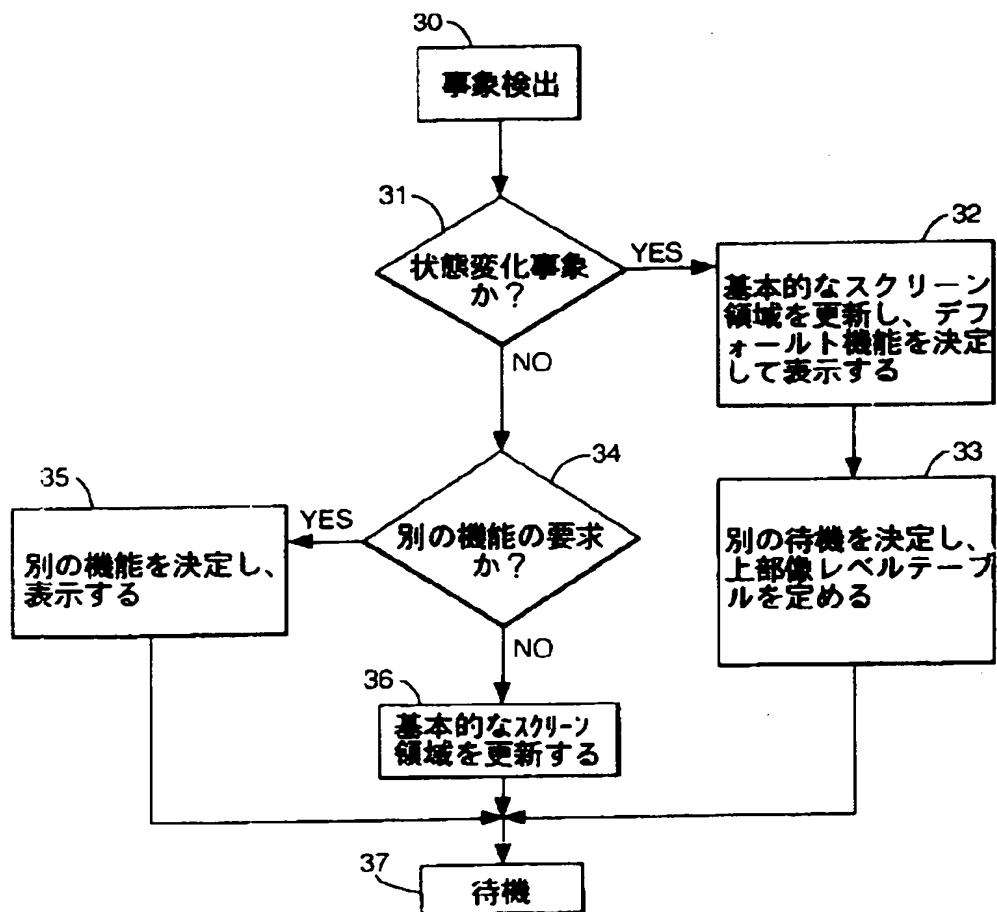 30
事象検出
31
状態変化事象
か？
YES
32
基本的なスクリーン
領域を更新し、デフ
ォールト機能を決定
して表示する
NO
34
別の機能の要求
か？
33
別の待機を決定し、
上部像レベルテーブ
ルを定める
35
YES
別の機能を決定し、
表示する
NO
36
基本的なスクリーン
領域を更新する
37
待機